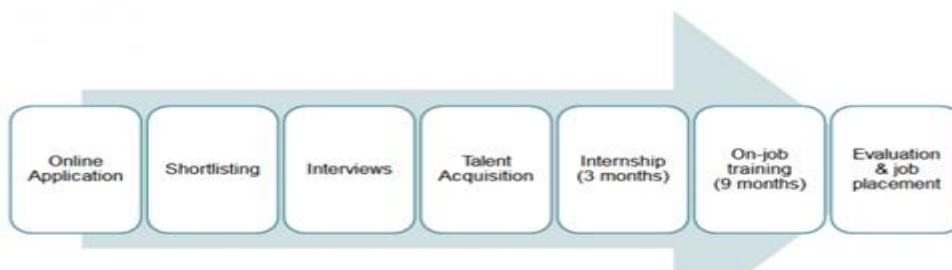 Online
Application
Shortlisting
Interviews
Talent
Acquisition
Internship
(3 months)
On-job
training
(9 months)
Evaluation
& job
placement